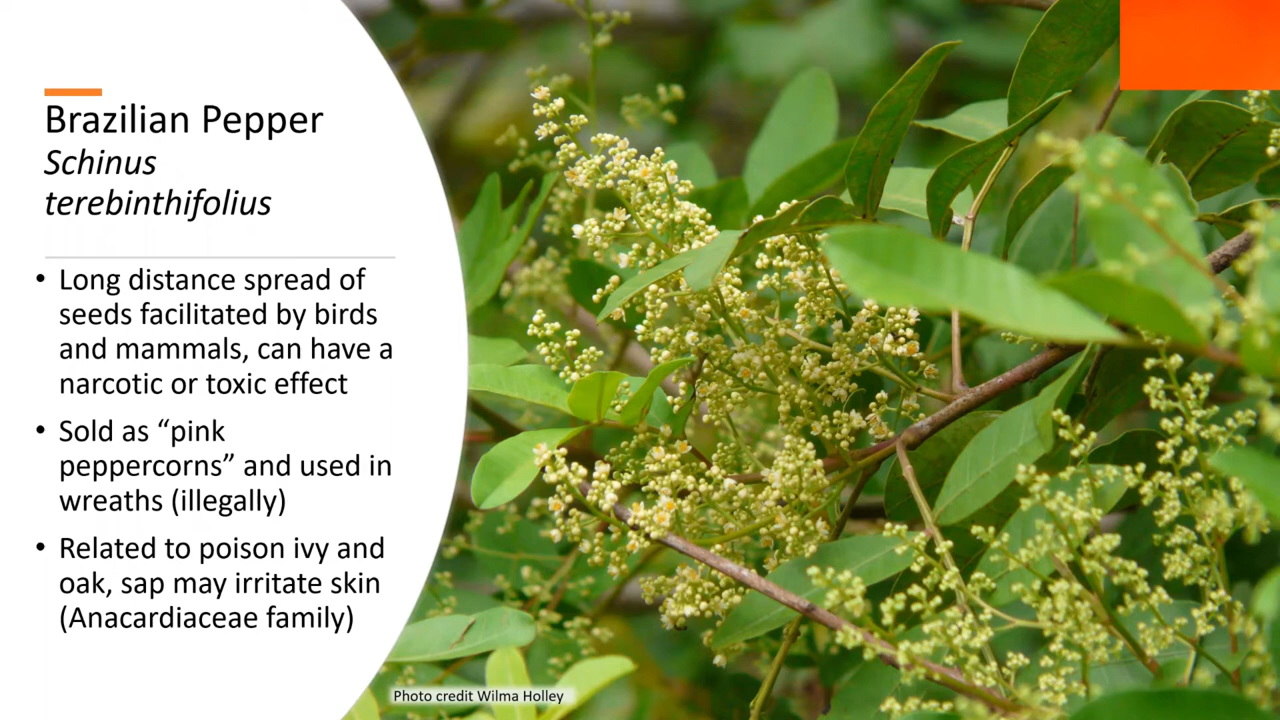 Brazilian Pepper
Schinus
terebinthifolius
• Long distance spread of
seeds facilitated by birds
and mammals, can have a
narcotic or toxic effect
• Sold as “pink
peppercorns” and used in
wreaths (illegally)
• Related to poison ivy and
oak, sap may irritate skin
(Anacardiaceae family)
Photo credit Wilma Holley